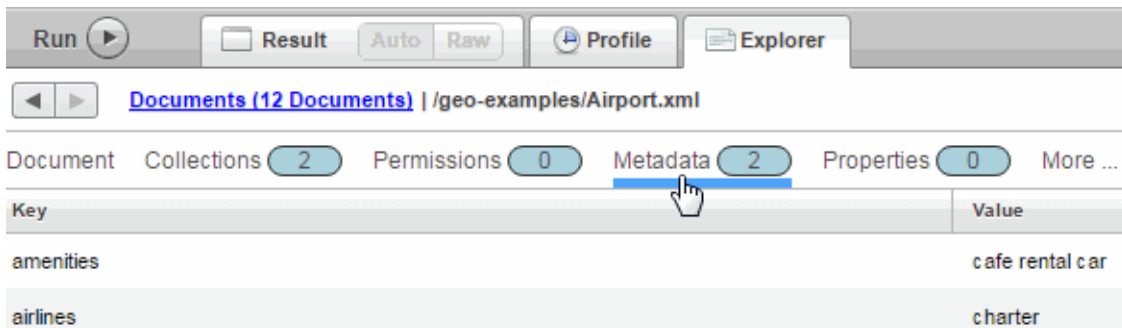 Run Result Auto Raw Profile Explorer
Documents (12 Documents) | /geo-examples/Airport.xml
Document Collections 2 Permissions 0 Metadata 2 Properties 0 More ...
Key Value
amenities cafe rental car
airlines charter